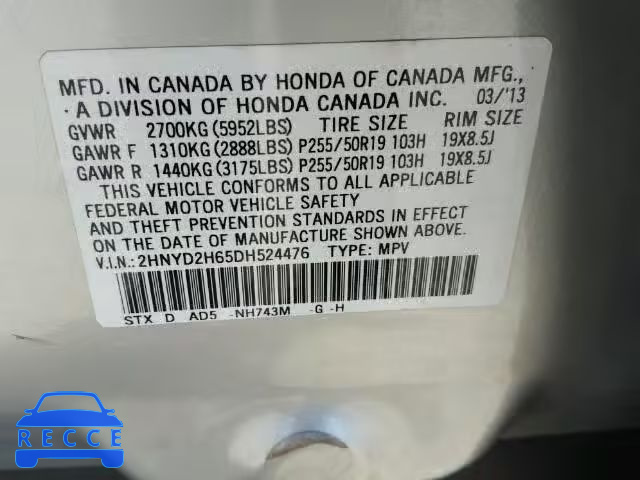 MFD. IN CANADA BY HONDA OF CANADA MFG.,
· A DIVISION OF HONDA CANADA INC. 03/'13
GVWR 2700KG(5952LBS) TIRE SIZE RIM SIZE
GAWR F 1310KG(2888LBS) P255/50R19 103H 19X8.5J
GAWR R 1440KG(3175LBS) P255/50R19 103H 19X8.5J
THIS VEHICLE CONFORMS TO ALL APPLICABLE
FEDERAL MOTOR VEHICLE SAFETY
AND THEFT PREVENTION STANDARDS IN EFFECT
ON THE DATE OF MANUFACTURE SHOWN ABOVE.
V.I.N.: 2HNYD2H65DH524476 TYPE: MPV
STX D AD5 -NH743M -G -H
RECCE